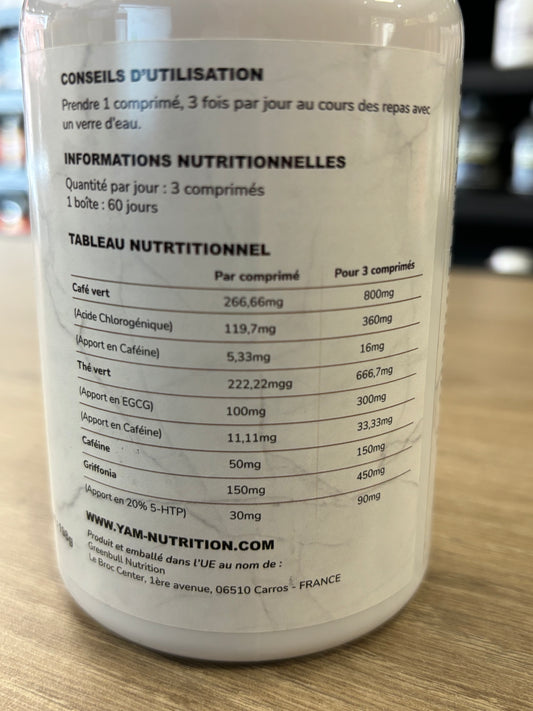 CONSEILS D'UTILISATION
Prendre 1 comprimé, 3 fois par jour au cours des repas avec
un verre d'eau.
INFORMATIONS NUTRITIONNELLES
Quantité par jour : 3 comprimés
1 boîte : 60 jours
TABLEAU NUTRTITIONNEL
Par comprimé Pour 3 comprimés
Café vert 266,66mg 800mg
(Acide Chlorogénique) 119,7mg 360mg
(Apport en Caféine) 5,33mg 16mg
Thé vert 222,22mgg 666,7mg
(Apport en EGCG) 100mg 300mg
(Apport en Caféine) 11,11mg 33,33mg
Caféine 50mg 150mg
Griffonia 150mg 450mg
(Apport en 20% 5-HTP) 30mg 90mg
WWW.YAM-NUTRITION.COM
Produit et emballé dans l'UE au nom de :
Greenbull Nutrition
Le Broc Center, 1ère avenue, 06510 Carros - FRANCE